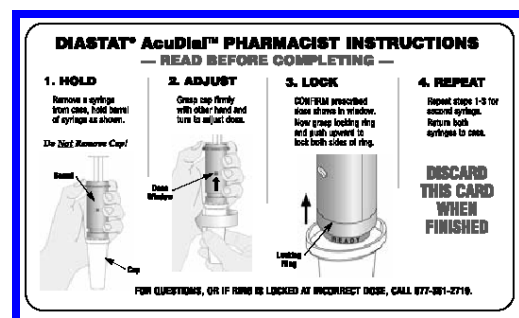 DIASTAT® AcuDial™ PHARMACIST INSTRUCTIONS
— READ BEFORE COMPLETING —
1. HOLD
Remove a syringe
from case, hold barrel
of syringe as shown.
Do Not Remove Cap!
Barrel
Cap
2. ADJUST
Grasp cap firmly
with other hand and
turn to adjust dose.
Dose
Window
3. LOCK
CONFIRM prescribed
dose shows in window.
Now grasp locking ring
and push upward to
lock both sides of ring.
READY
Locking
Ring
4. REPEAT
Repeat steps 1-3 for
second syringe.
Return both
syringes to case.
DISCARD
THIS CARD
WHEN
FINISHED
FOR QUESTIONS, OR IF RING IS LOCKED AT INCORRECT DOSE, CALL